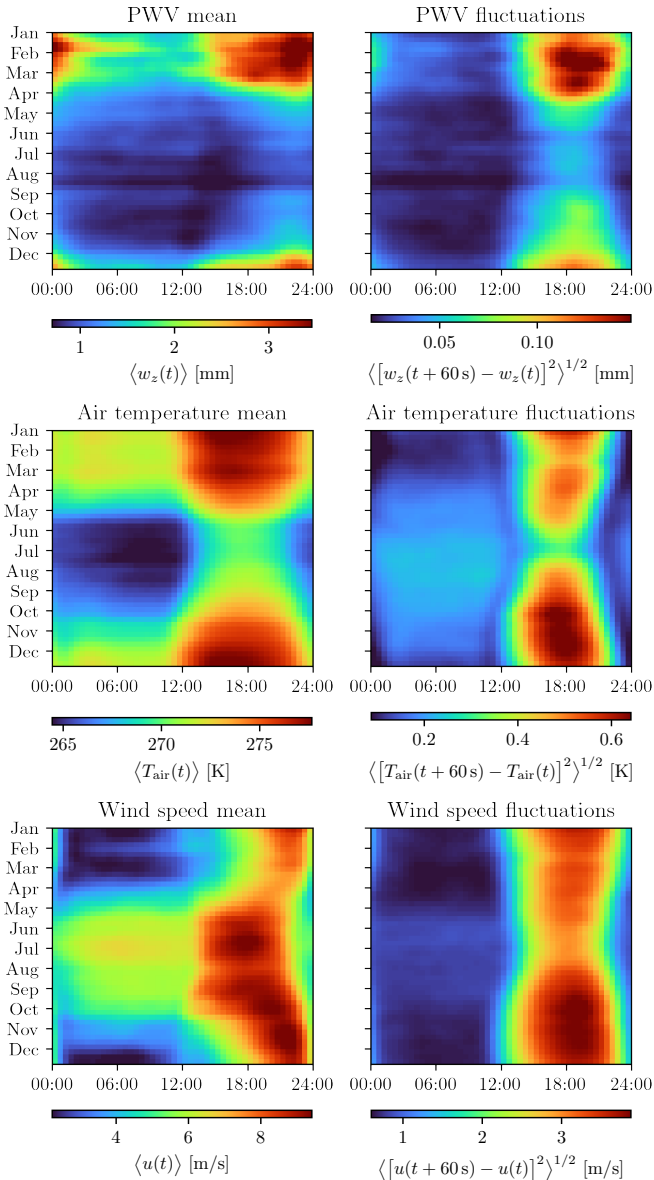 PWV mean
PWV fluctuations
Jan
Feb
Mar
Apr
May
Jun
Jul
Aug
Sep
Oct
Nov
Dec
00:00 06:00 12:00 18:00 24:00
00:00 06:00 12:00 18:00 24:00
1 2 3
0.05 0.10
⟨w_z(t)⟩ [mm]
⟨[w_z(t + 60 s) − w_z(t)]²⟩^{1/2} [mm]
Air temperature mean
Air temperature fluctuations
Jan
Feb
Mar
Apr
May
Jun
Jul
Aug
Sep
Oct
Nov
Dec
00:00 06:00 12:00 18:00 24:00
00:00 06:00 12:00 18:00 24:00
265 270 275
0.2 0.4 0.6
⟨T_air(t)⟩ [K]
⟨[T_air(t + 60 s) − T_air(t)]²⟩^{1/2} [K]
Wind speed mean
Wind speed fluctuations
Jan
Feb
Mar
Apr
May
Jun
Jul
Aug
Sep
Oct
Nov
Dec
00:00 06:00 12:00 18:00 24:00
00:00 06:00 12:00 18:00 24:00
4 6 8
1 2 3
⟨u(t)⟩ [m/s]
⟨[u(t + 60 s) − u(t)]²⟩^{1/2} [m/s]